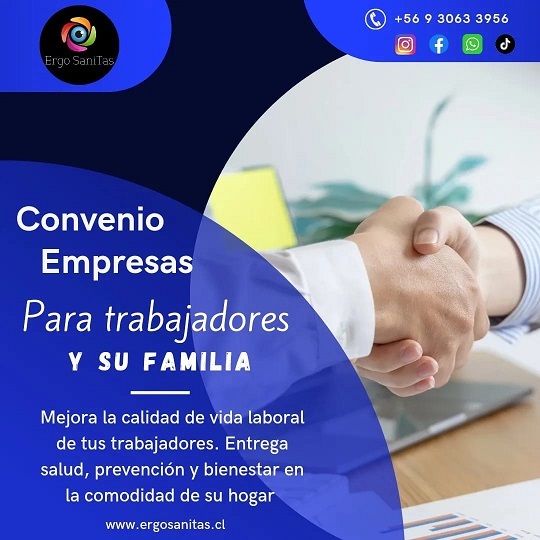 Ergo SaniTas
+56 9 3063 3956
Convenio
Empresas
Para trabajadores
Y SU FAMILIA
Mejora la calidad de vida laboral
de tus trabajadores. Entrega
salud, prevención y bienestar en
la comodidad de su hogar
www.ergosanitas.cl